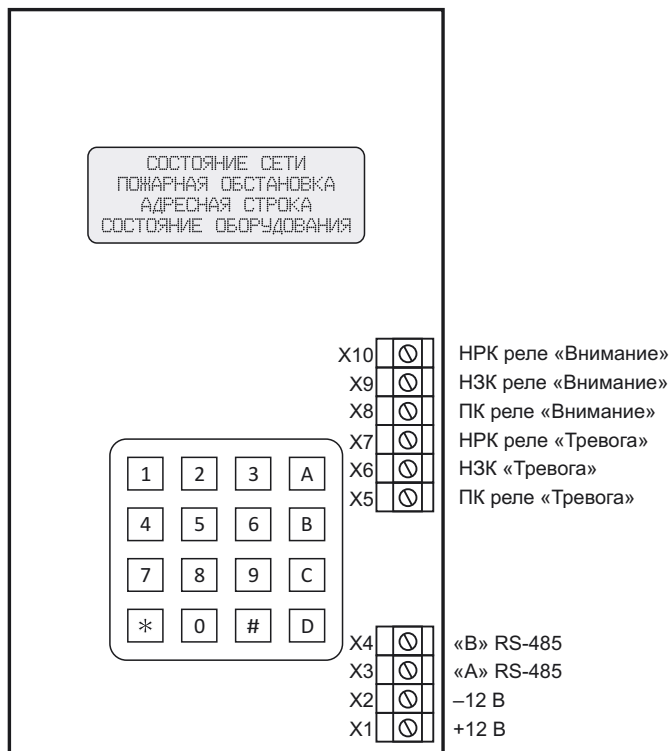 СОСТОЯНИЕ СЕТИ
ПОЖАРНАЯ ОБСТАНОВКА
АДРЕСНАЯ СТРОКА
СОСТОЯНИЕ ОБОРУДОВАНИЯ
X10 НРК реле «Внимание»
X9 НЗК реле «Внимание»
X8 ПК реле «Внимание»
X7 НРК реле «Тревога»
X6 НЗК «Тревога»
X5 ПК реле «Тревога»
1 2 3 A
4 5 6 B
7 8 9 C
* 0 # D
X4 «B» RS-485
X3 «A» RS-485
X2 –12 В
X1 +12 В